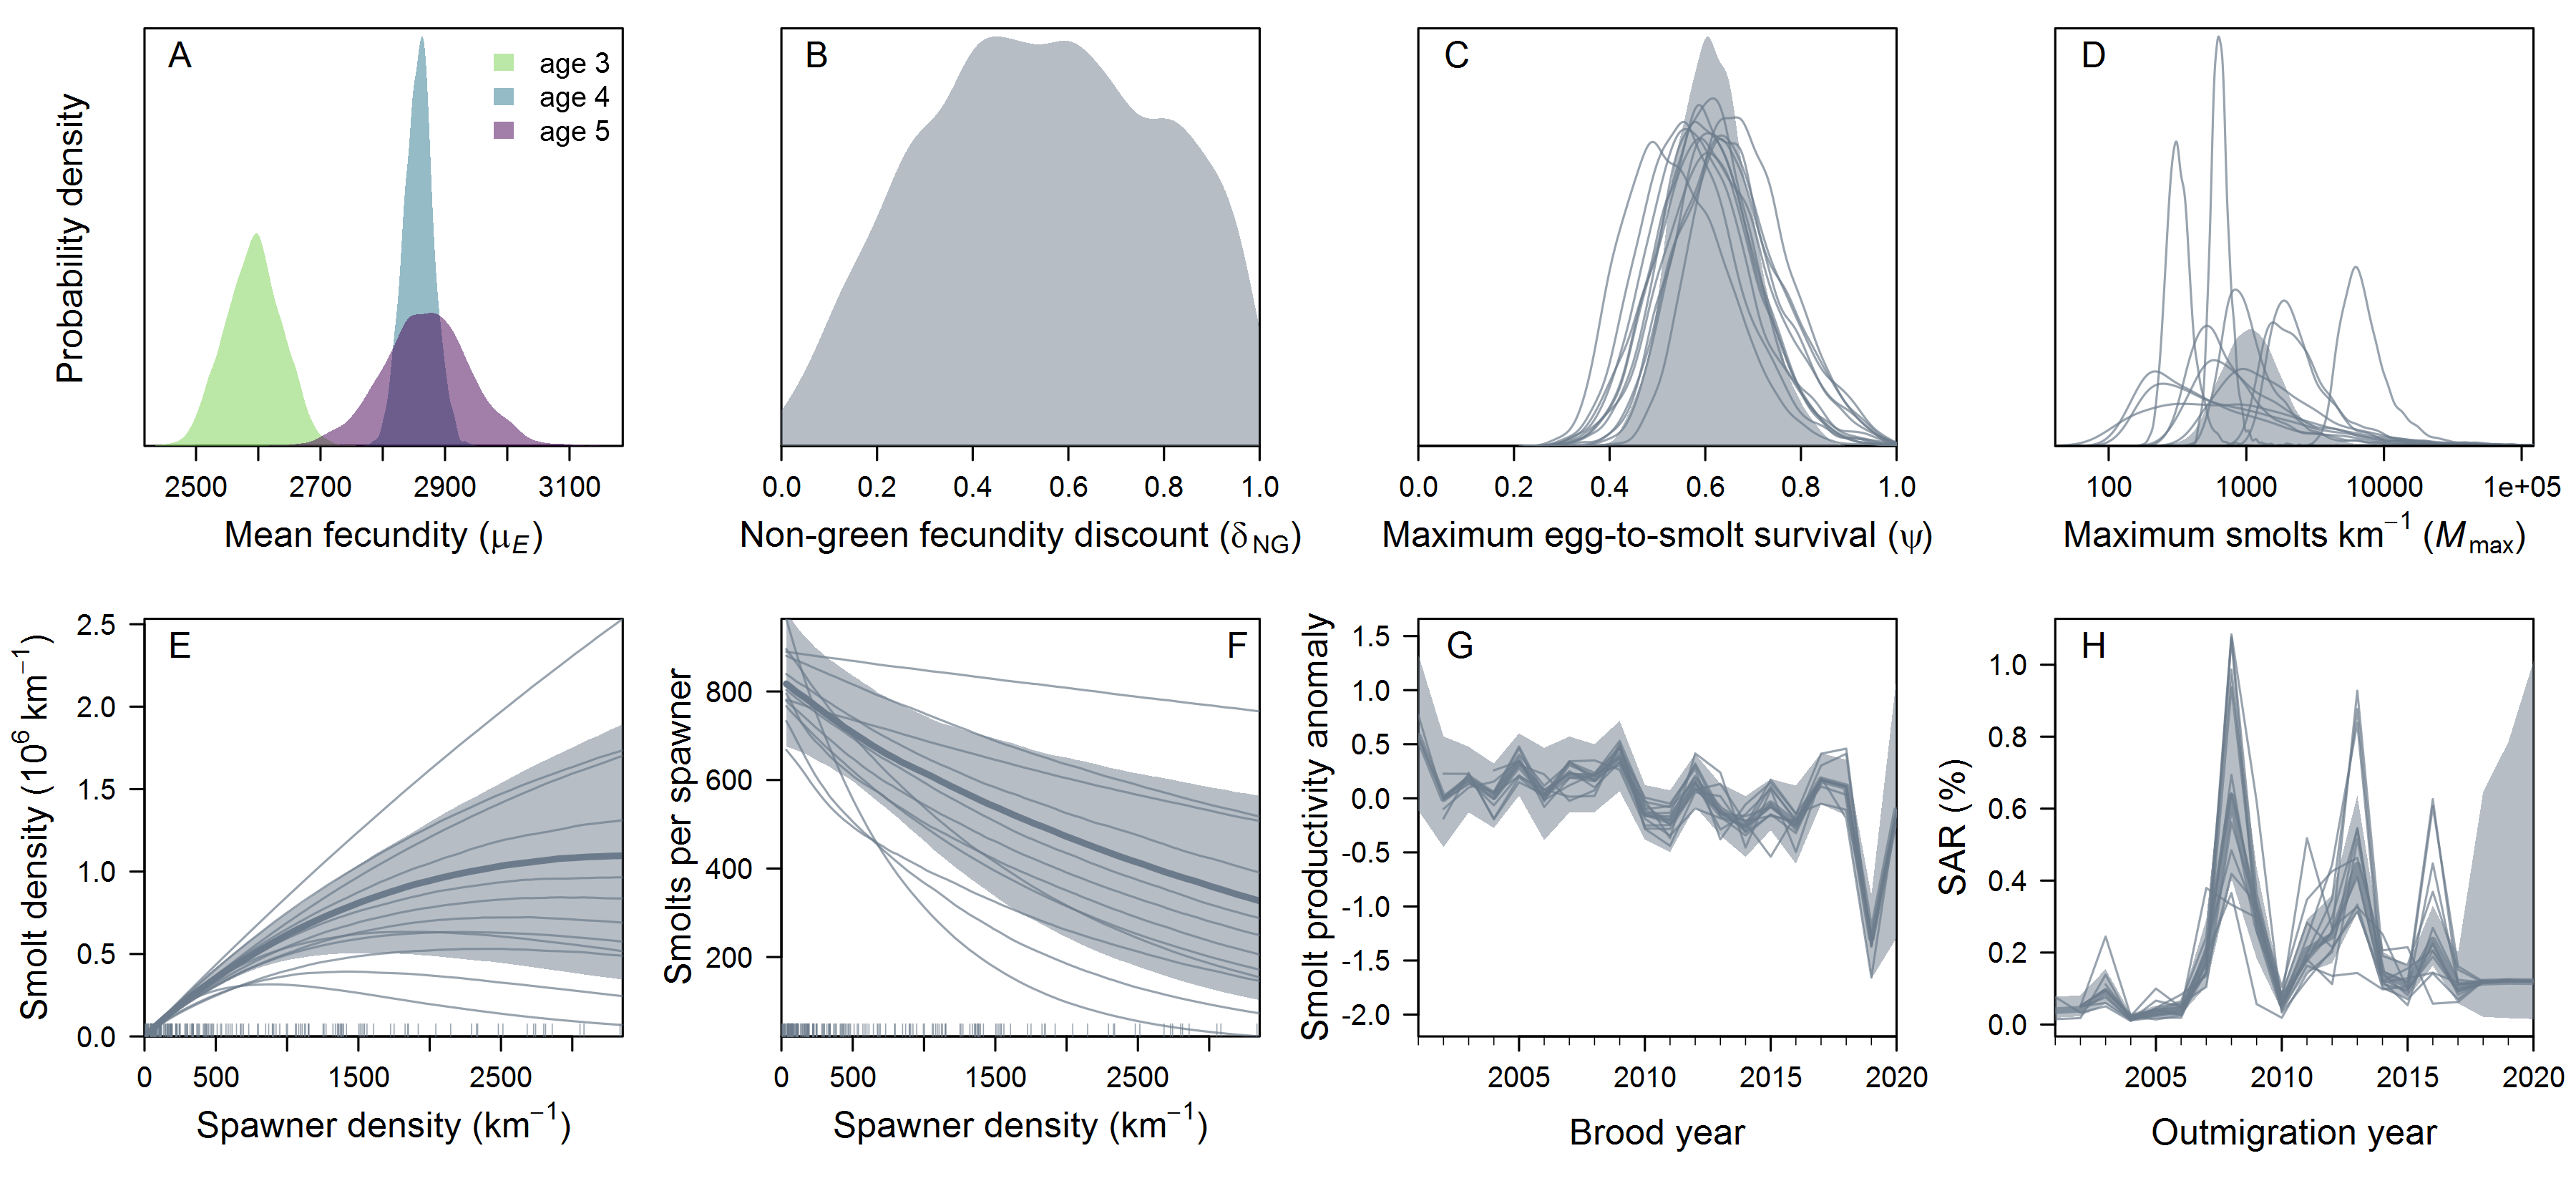 A
age 3
age 4
age 5
Probability density
2500 2700 2900 3100
Mean fecundity (μE)
B
0.0 0.2 0.4 0.6 0.8 1.0
Non-green fecundity discount (δNG)
C
0.0 0.2 0.4 0.6 0.8 1.0
Maximum egg-to-smolt survival (ψ)
D
100 1000 10000 1e+05
Maximum smolts km⁻¹ (Mmax)
E
Smolt density (10⁶ km⁻¹)
2.5
2.0
1.5
1.0
0.5
0.0
0 500 1500 2500
Spawner density (km⁻¹)
F
Smolts per spawner
800
600
400
200
0 500 1500 2500
Spawner density (km⁻¹)
G
Smolt productivity anomaly
1.5
1.0
0.5
0.0
-0.5
-1.0
-1.5
-2.0
2005 2010 2015 2020
Brood year
H
SAR (%)
1.0
0.8
0.6
0.4
0.2
0.0
2005 2010 2015 2020
Outmigration year